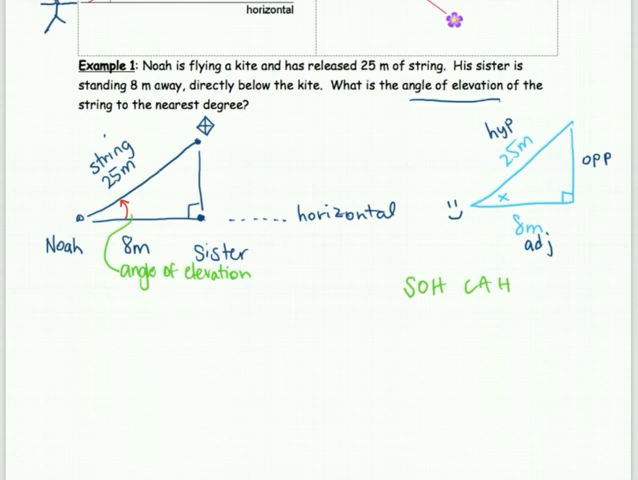 horizontal
Example 1: Noah is flying a kite and has released 25 m of string. His sister is
standing 8 m away, directly below the kite. What is the angle of elevation of the
string to the nearest degree?
string
25m
horizontal
Noah
8m
Sister
angle of elevation
hyp
25m
opp
x
8m
adj
SOH CAH